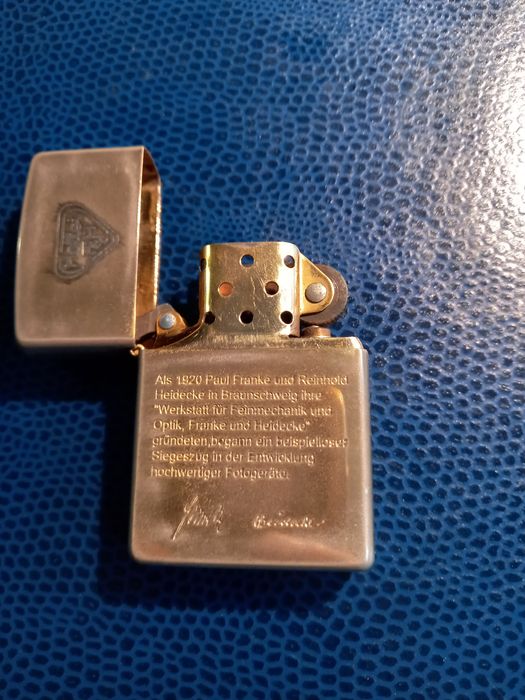 Als 1920 Paul Franke und Reinhold
Heidecke in Braunschweig ihre
"Werkstatt für Feinmechanik und
Optik, Franke und Heidecke"
gründeten,begann ein beispielloser
Siegeszug in der Entwicklung
hochwertiger Fotogeräte.